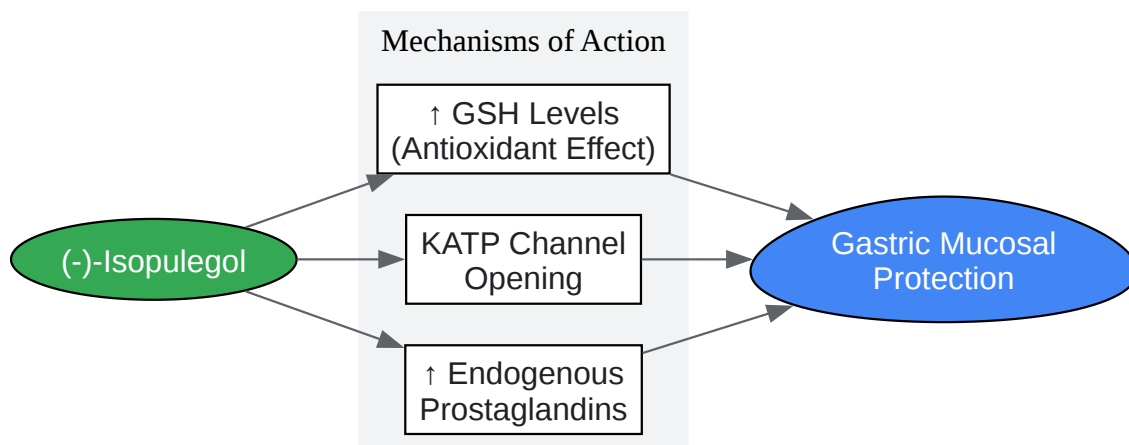 Mechanisms of Action
↑ GSH Levels
(Antioxidant Effect)
(-)-Isopulegol
KATP Channel
Opening
Gastric Mucosal
Protection
↑ Endogenous
Prostaglandins